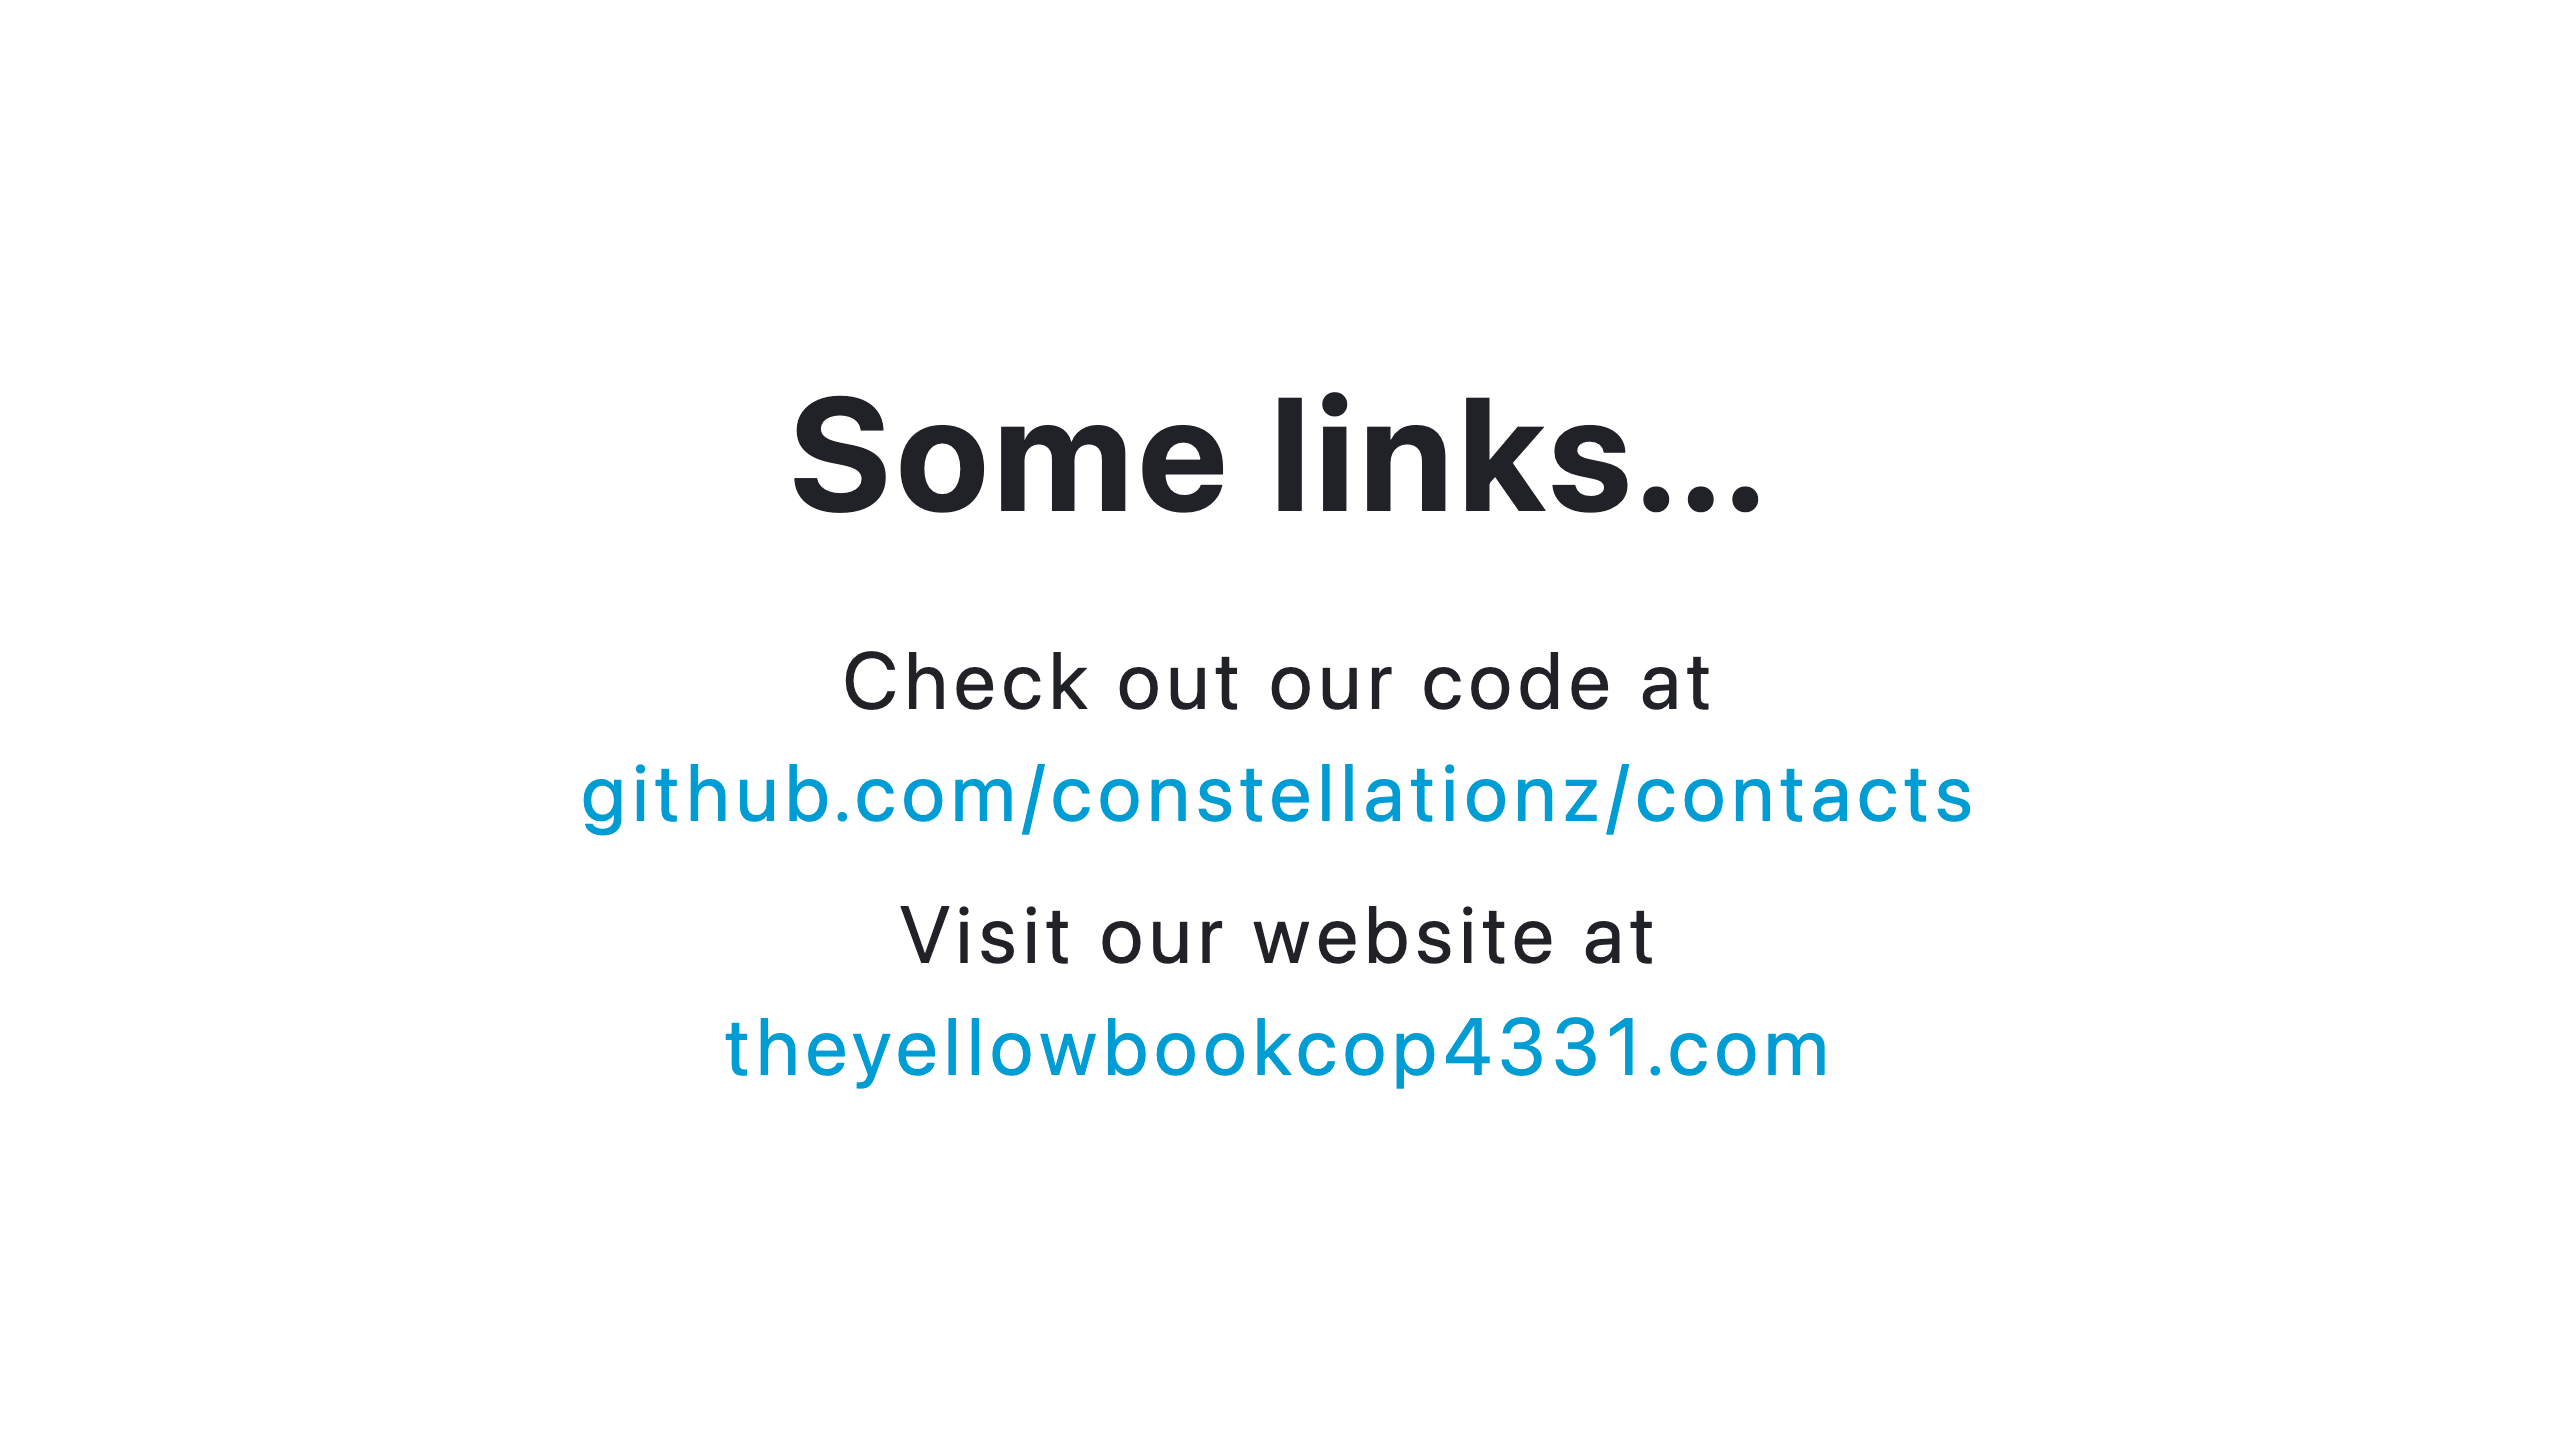 Some links...
Check out our code at
github.com/constellationz/contacts
Visit our website at
theyellowbookcop4331.com